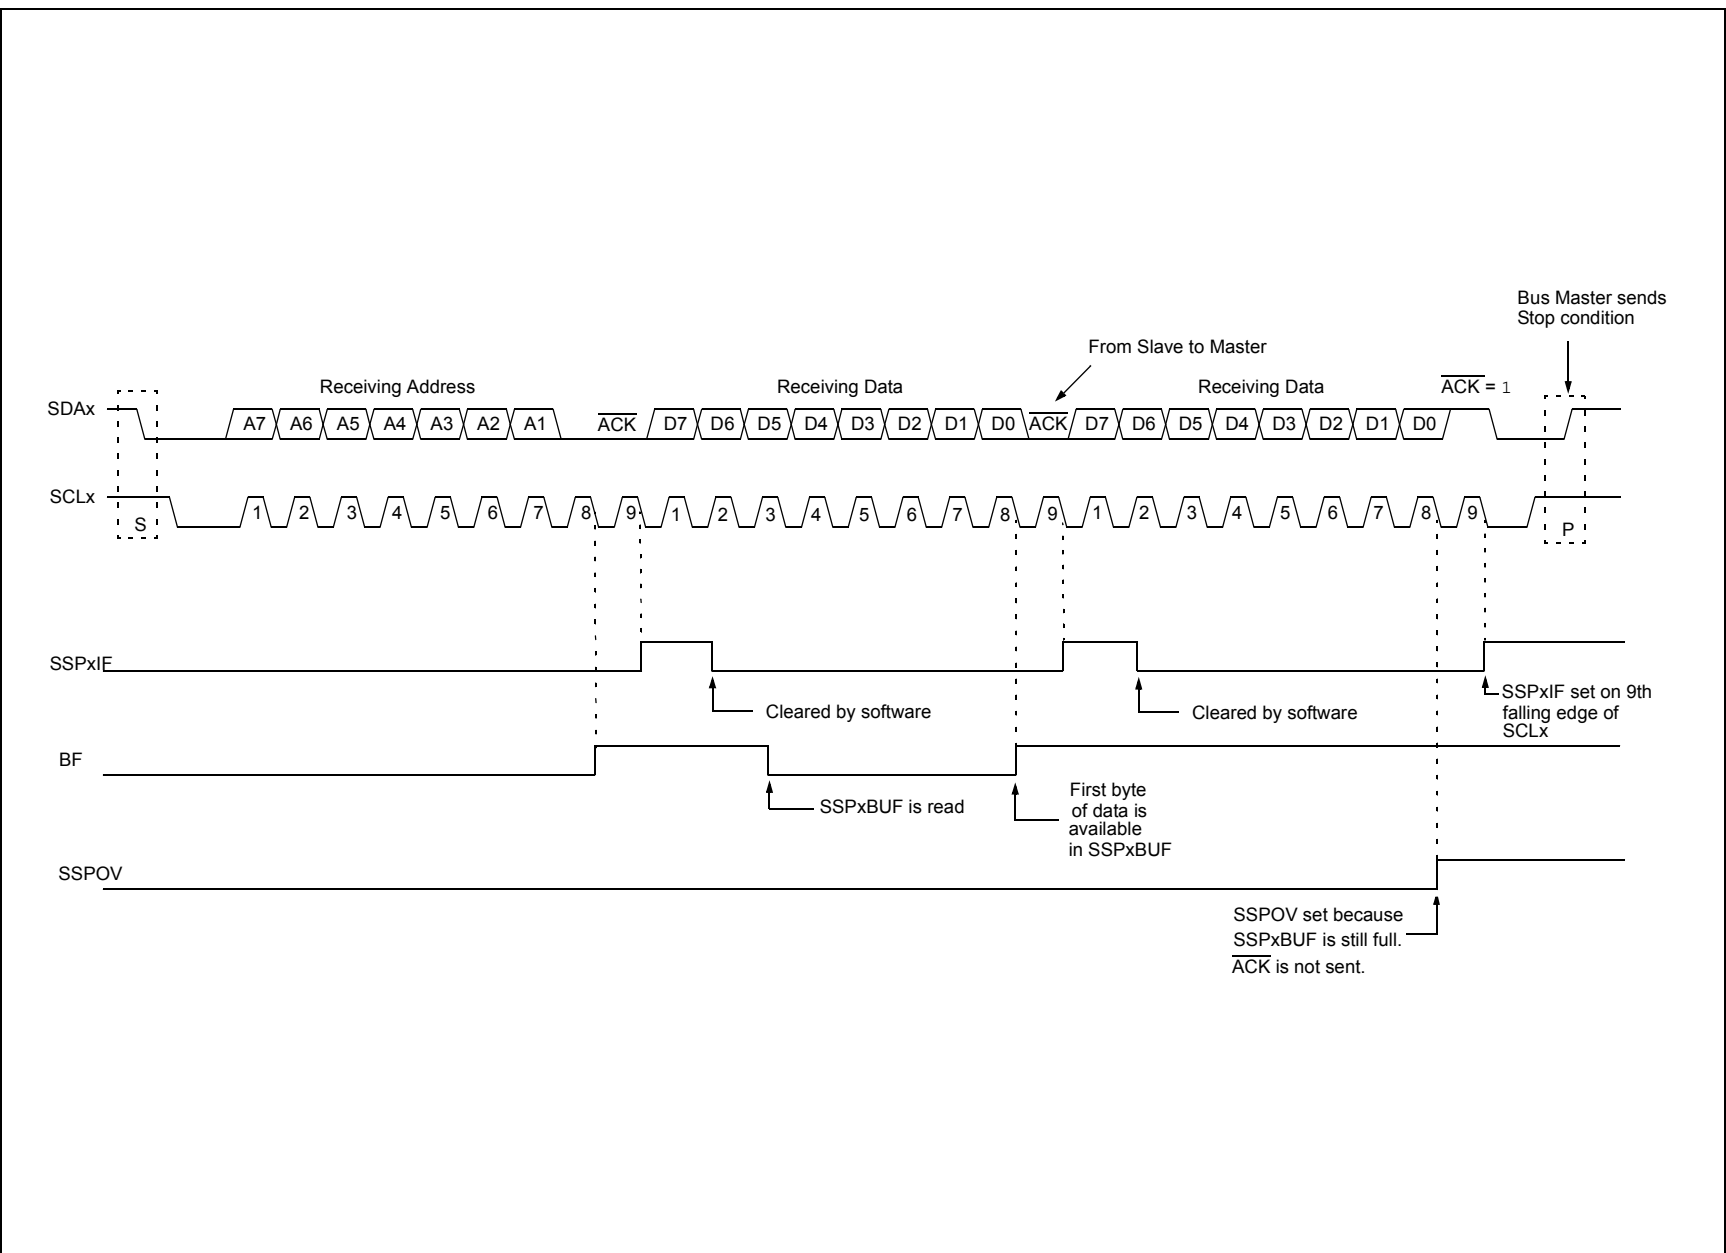 Bus Master sends
Stop condition
From Slave to Master
Receiving Address
Receiving Data
Receiving Data
ACK = 1
SDAx
A7 A6 A5 A4 A3 A2 A1 ACK D7 D6 D5 D4 D3 D2 D1 D0 ACK D7 D6 D5 D4 D3 D2 D1 D0
SCLx
S 1 2 3 4 5 6 7 8 9 1 2 3 4 5 6 7 8 9 1 2 3 4 5 6 7 8 9 P
SSPxIF
Cleared by software
Cleared by software
SSPxIF set on 9th
falling edge of
SCLx
BF
SSPxBUF is read
First byte
of data is
available
in SSPxBUF
SSPOV
SSPOV set because
SSPxBUF is still full.
ACK is not sent.